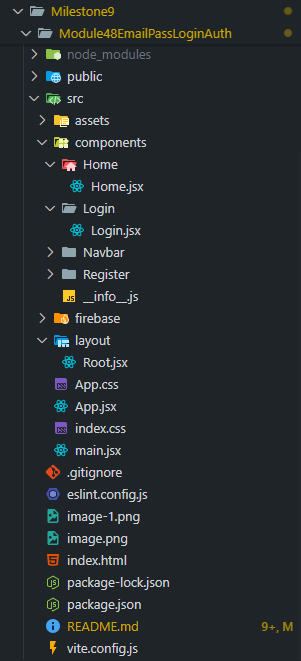 Milestone9
Module48EmailPassLoginAuth
node_modules
public
src
assets
components
Home
Home.jsx
Login
Login.jsx
Navbar
Register
JS __info__.js
firebase
layout
Root.jsx
App.css
App.jsx
index.css
main.jsx
.gitignore
eslint.config.js
image-1.png
image.png
index.html
package-lock.json
package.json
README.md 9+, M
vite.config.js